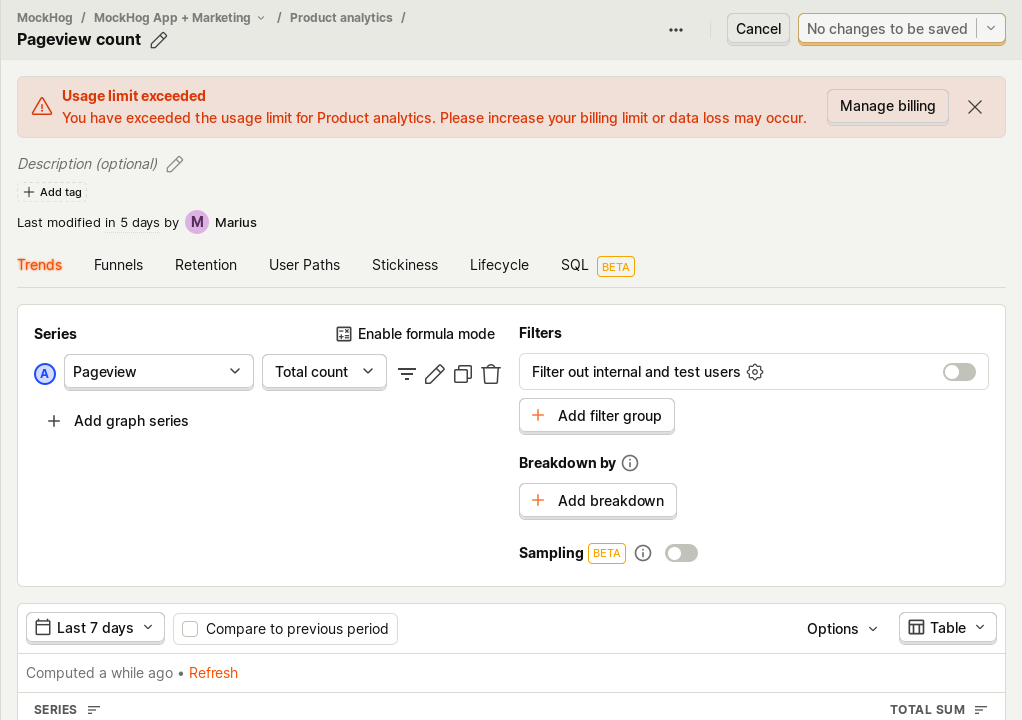 MockHog / MockHog App + Marketing / Product analytics /
Pageview count
Cancel
No changes to be saved
Usage limit exceeded
You have exceeded the usage limit for Product analytics. Please increase your billing limit or data loss may occur.
Manage billing
Description (optional)
Add tag
Last modified in 5 days by M Marius
Trends Funnels Retention User Paths Stickiness Lifecycle SQL BETA
Series
Enable formula mode
A Pageview Total count
Add graph series
Filters
Filter out internal and test users
Add filter group
Breakdown by
Add breakdown
Sampling BETA
Last 7 days Compare to previous period Options Table
Computed a while ago • Refresh
SERIES TOTAL SUM